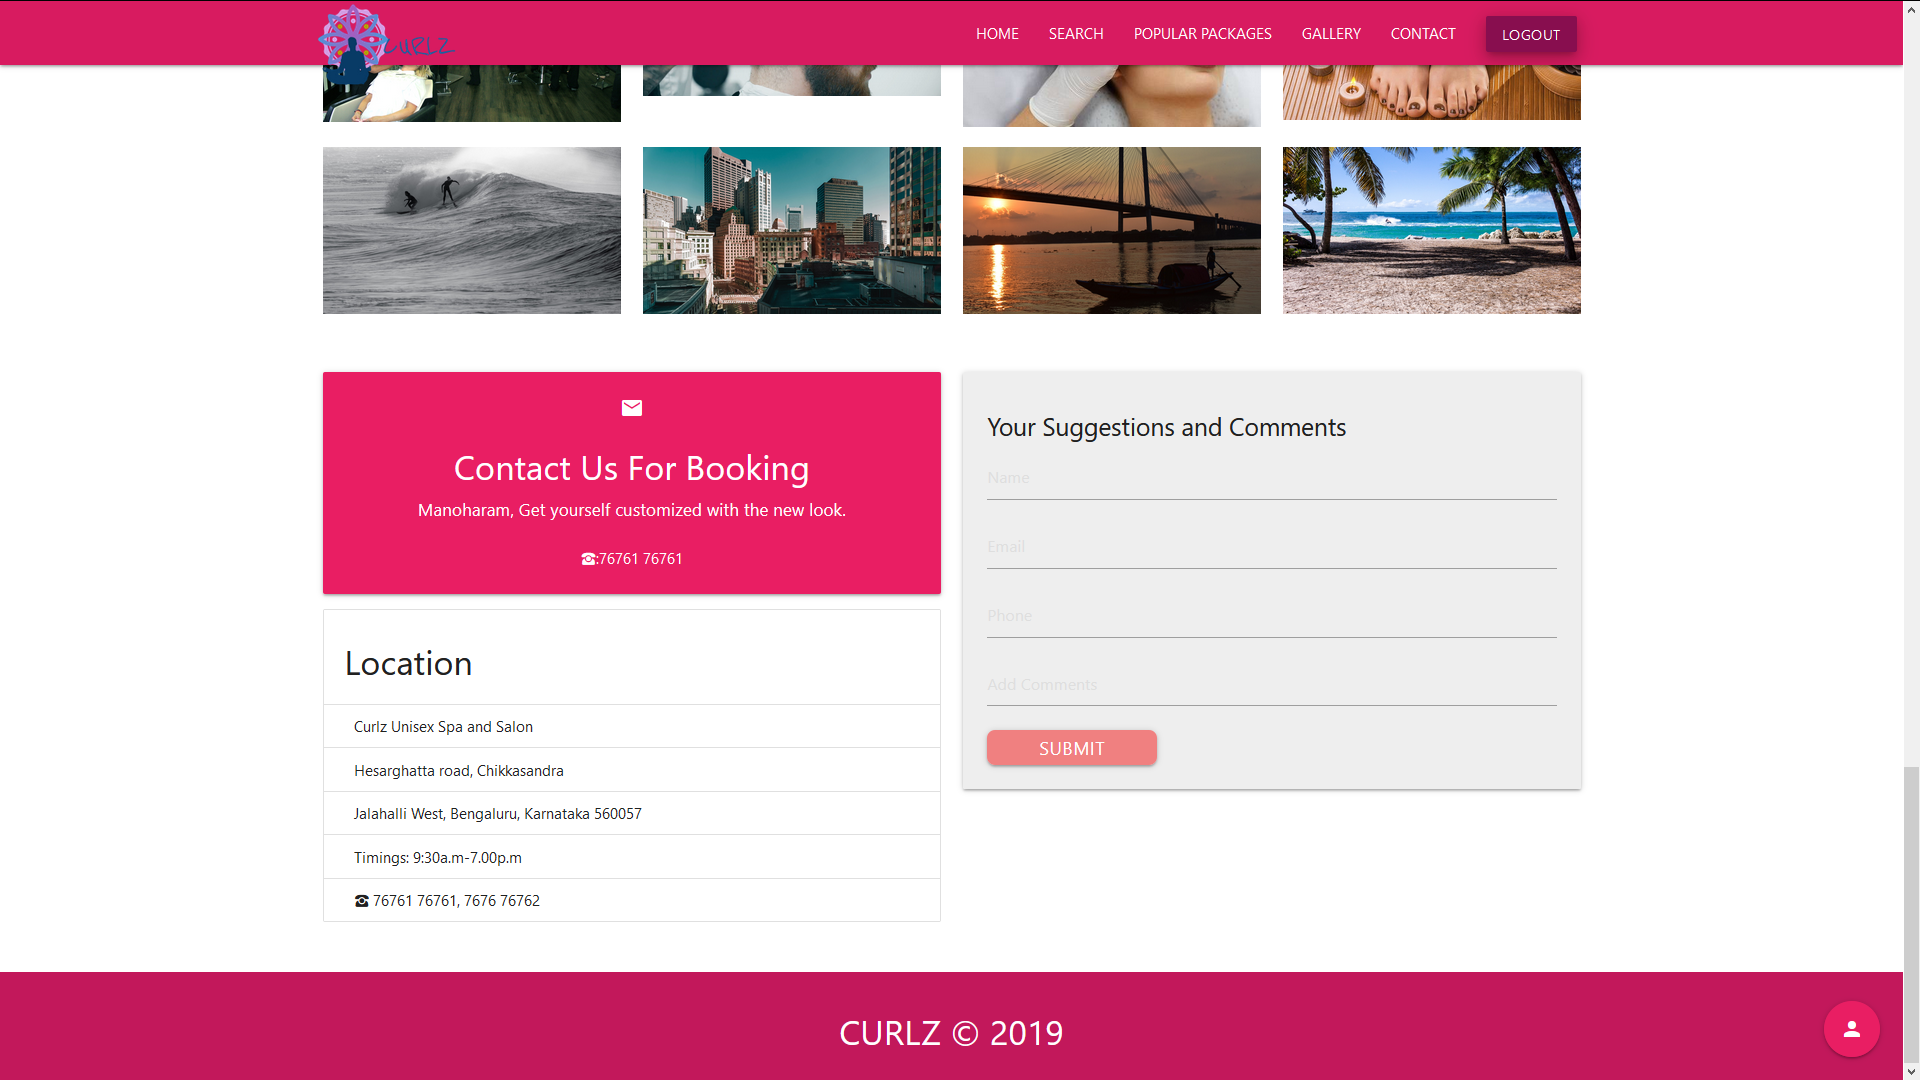 CURLZ
HOME SEARCH POPULAR PACKAGES GALLERY CONTACT LOGOUT
Contact Us For Booking
Manoharam, Get yourself customized with the new look.
☎:76761 76761
Location
Curlz Unisex Spa and Salon
Hesarghatta road, Chikkasandra
Jalahalli West, Bengaluru, Karnataka 560057
Timings: 9:30a.m-7.00p.m
☎ 76761 76761, 7676 76762
Your Suggestions and Comments
Name
Email
Phone
Add Comments
SUBMIT
CURLZ © 2019